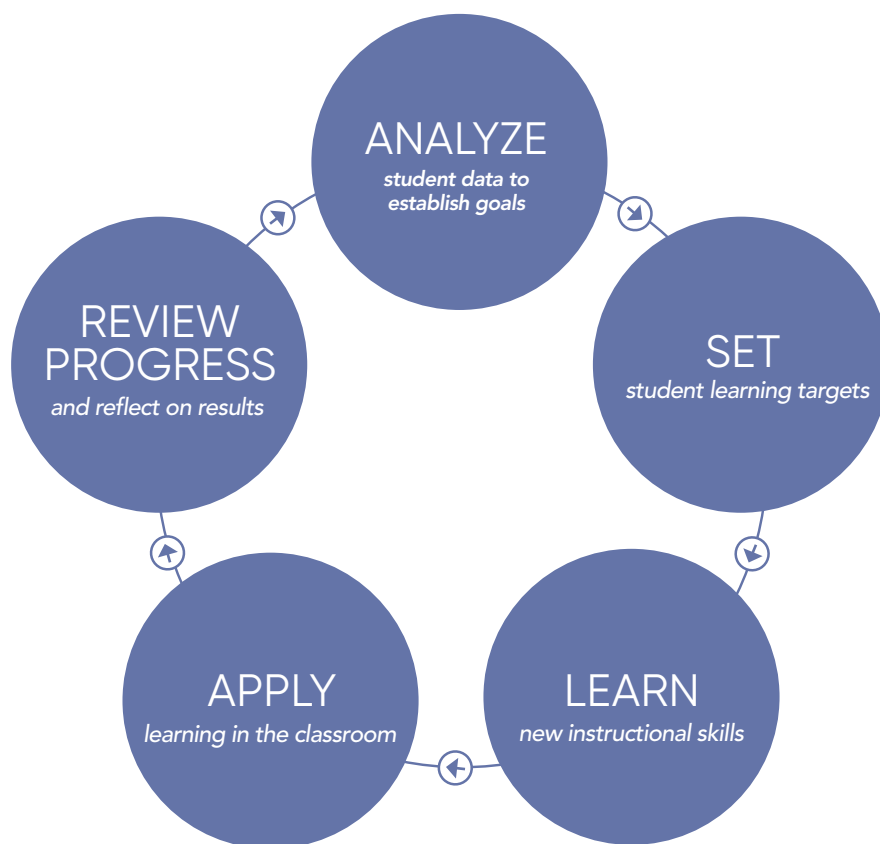 ANALYZE
student data to
establish goals
SET
student learning targets
LEARN
new instructional skills
APPLY
learning in the classroom
REVIEW
PROGRESS
and reflect on results